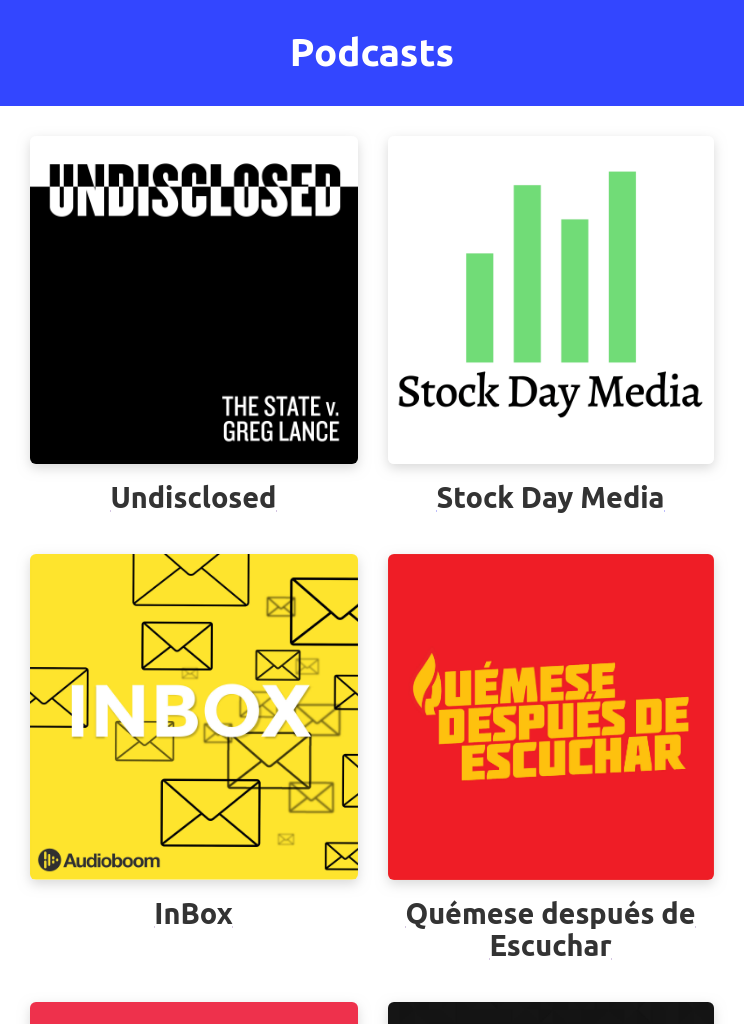 Podcasts
UNDISCLOSED
THE STATE v.
GREG LANCE
Undisclosed
Stock Day Media
Stock Day Media
INBOX
Audioboom
InBox
QUÉMESE
DESPUÉS DE
ESCUCHAR
Quémese después de
Escuchar